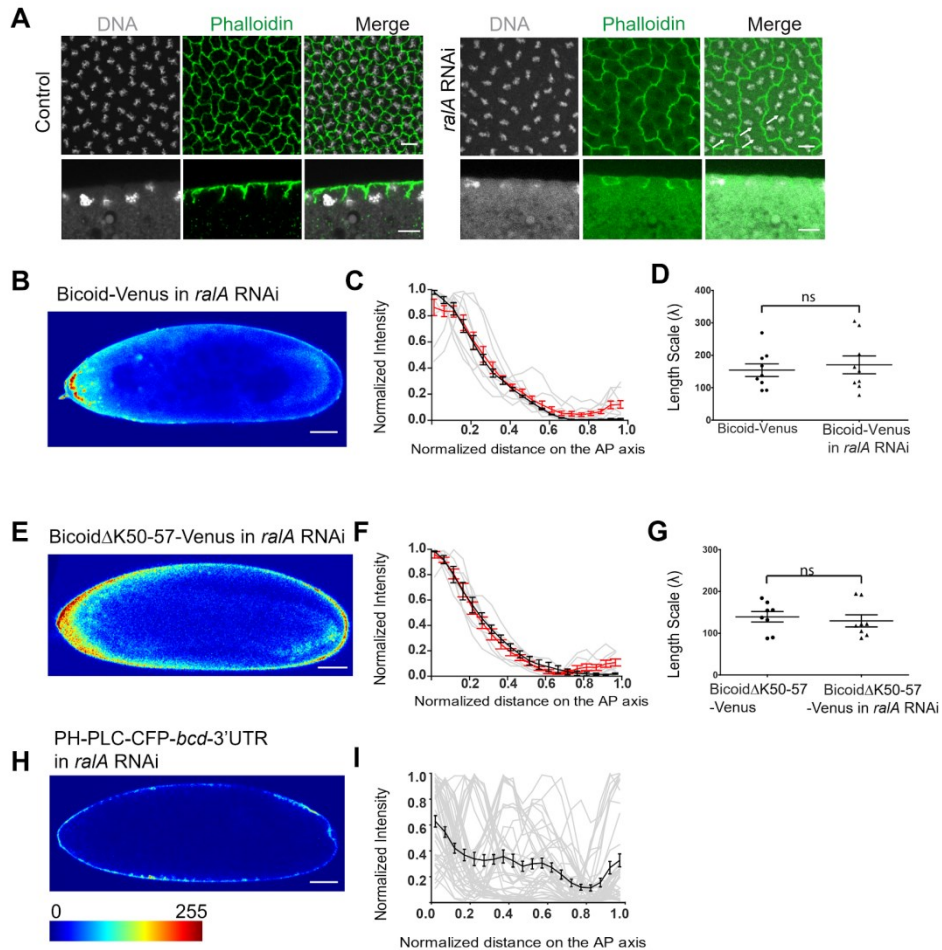 A
DNA Phalloidin Merge
DNA Phalloidin Merge
Control
ralA RNAi
B
Bicoid-Venus in ralA RNAi
C
Normalized Intensity
1.0
0.8
0.6
0.4
0.2
0.0
0.2 0.4 0.6 0.8 1.0
Normalized distance on the AP axis
D
ns
Length Scale (λ)
400
300
200
100
0
Bicoid-Venus
Bicoid-Venus
in ralA RNAi
E
BicoidΔK50-57-Venus in ralA RNAi
F
Normalized Intensity
1.0
0.8
0.6
0.4
0.2
0.0
0.0 0.2 0.4 0.6 0.8 1.0
Normalized distance on the AP axis
G
ns
Length Scale (λ)
300
200
100
0
BicoidΔK50-57
-Venus
BicoidΔK50-57
-Venus in ralA RNAi
H
PH-PLC-CFP-bcd-3'UTR
in ralA RNAi
0 255
I
Normalized Intensity
1.0
0.8
0.6
0.4
0.2
0.0 0.2 0.4 0.6 0.8 1.0
Normalized distance on the AP axis